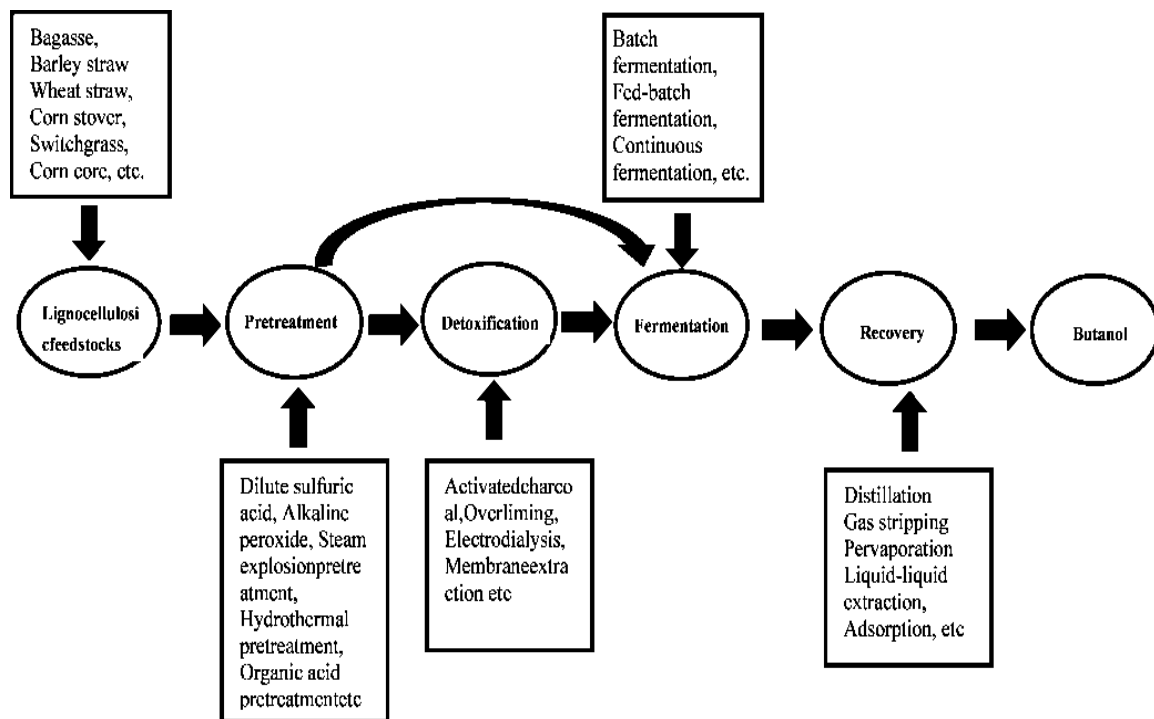 Bagasse,
Barley straw
Wheat straw,
Corn stover,
Switchgrass,
Corn core, etc.
Batch
fermentation,
Fed-batch
fermentation,
Continuous
fermentation, etc.
Lignocellulosi
cfeedstocks
Pretreatment
Detoxification
Fermentation
Recovery
Butanol
Dilute sulfuric
acid, Alkaline
peroxide, Steam
explosionpretre
atment,
Hydrothermal
pretreatment,
Organic acid
pretreatmentetc
Activatedcharco
al,Overliming,
Electrodialysis,
Membraneextra
ction etc
Distillation
Gas stripping
Pervaporation
Liquid-liquid
extraction,
Adsorption, etc